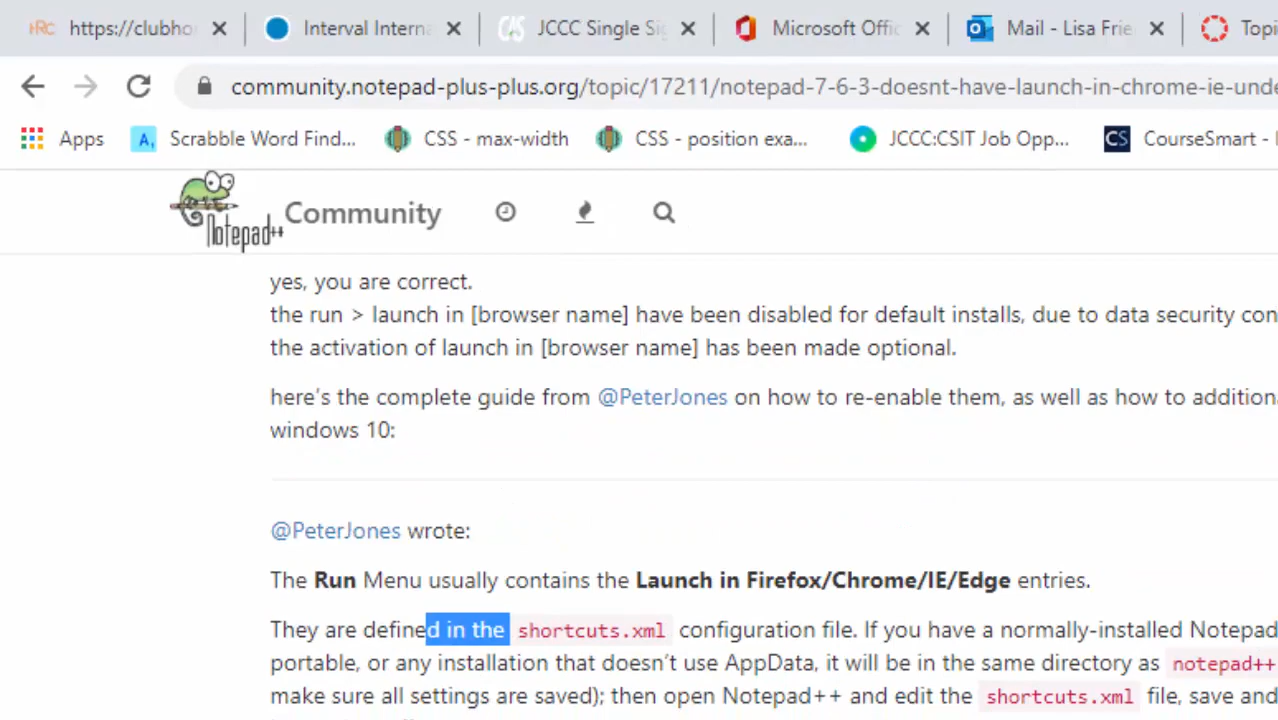 https://clubho
Interval Intern
JCCC Single Si
Microsoft Offi
Mail - Lisa Frie
Topi
community.notepad-plus-plus.org/topic/17211/notepad-7-6-3-doesnt-have-launch-in-chrome-ie-unde
Apps
Scrabble Word Find...
CSS - max-width
CSS - position exa...
JCCC:CSIT Job Opp...
CS
CourseSmart -
Notepad++
Community
yes, you are correct.
the run > launch in [browser name] have been disabled for default installs, due to data security con
the activation of launch in [browser name] has been made optional.
here's the complete guide from @PeterJones on how to re-enable them, as well as how to addition
windows 10:
@PeterJones wrote:
The Run Menu usually contains the Launch in Firefox/Chrome/IE/Edge entries.
They are defined in the shortcuts.xml configuration file. If you have a normally-installed Notepad
portable, or any installation that doesn't use AppData, it will be in the same directory as notepad++
make sure all settings are saved); then open Notepad++ and edit the shortcuts.xml file, save and